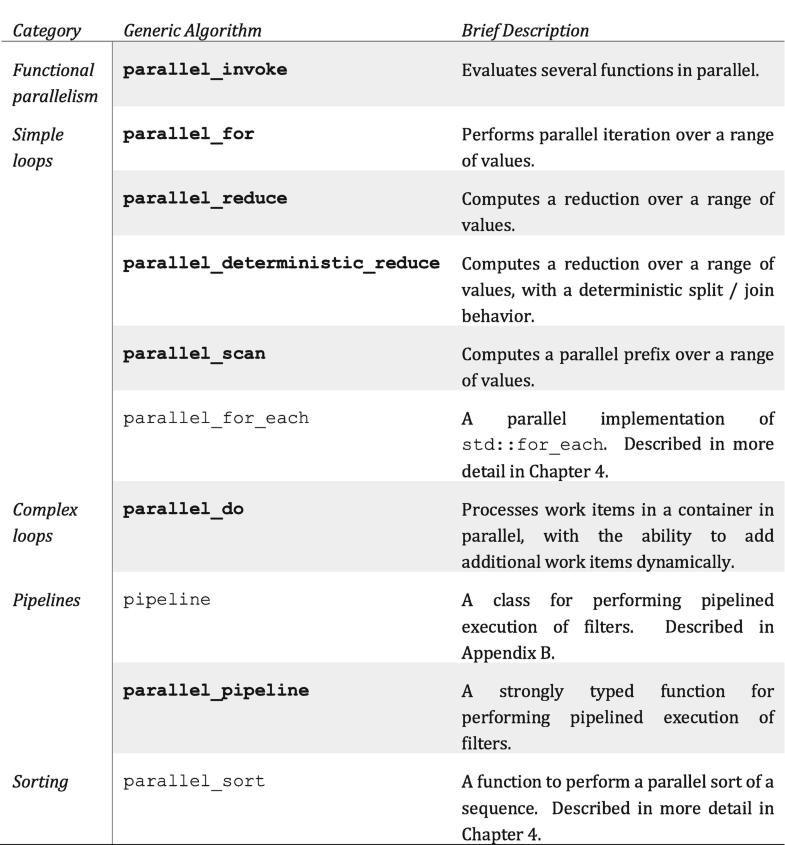 Category Generic Algorithm Brief Description
Functional parallel_invoke Evaluates several functions in parallel.
parallelism
Simple parallel_for Performs parallel iteration over a range
loops of values.
parallel_reduce Computes a reduction over a range of
values.
parallel_deterministic_reduce Computes a reduction over a range of
values, with a deterministic split / join
behavior.
parallel_scan Computes a parallel prefix over a range
of values.
parallel_for_each A parallel implementation of
std::for_each. Described in more
detail in Chapter 4.
Complex parallel_do Processes work items in a container in
loops parallel, with the ability to add
additional work items dynamically.
Pipelines pipeline A class for performing pipelined
execution of filters. Described in
Appendix B.
parallel_pipeline A strongly typed function for
performing pipelined execution of
filters.
Sorting parallel_sort A function to perform a parallel sort of a
sequence. Described in more detail in
Chapter 4.